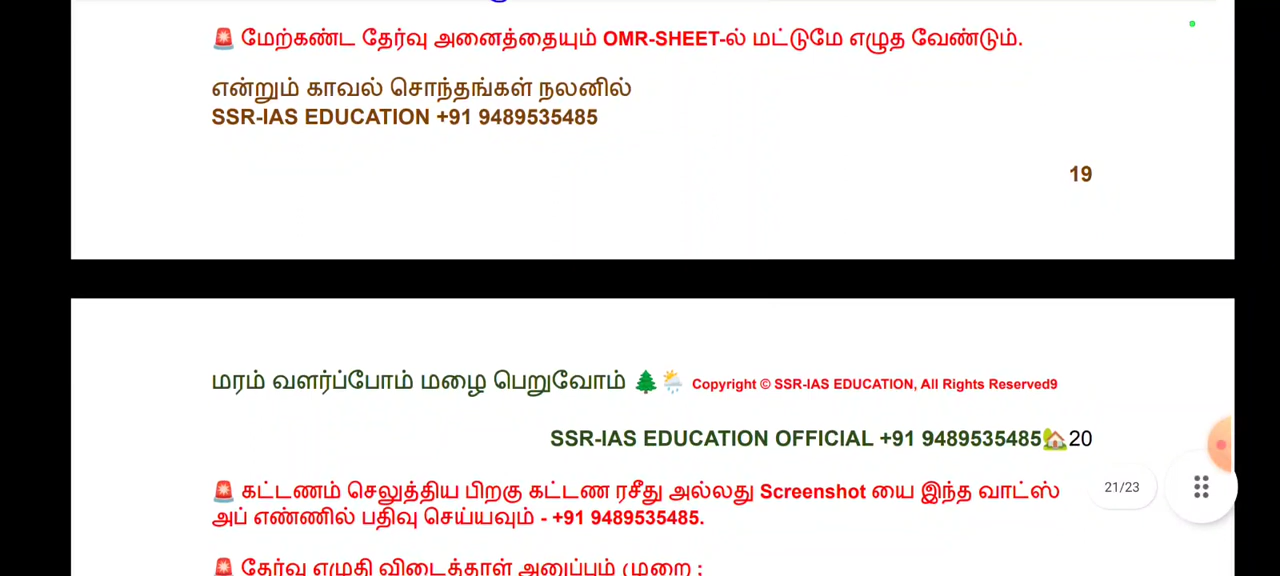 🚨 மேற்கண்ட தேர்வு அனைத்தையும் OMR-SHEET-ல் மட்டுமே எழுத வேண்டும்.
என்றும் காவல் சொந்தங்கள் நலனில்
SSR-IAS EDUCATION +91 9489535485
19
மரம் வளர்ப்போம் மழை பெறுவோம் 🌲🌦️ Copyright © SSR-IAS EDUCATION, All Rights Reserved9
SSR-IAS EDUCATION OFFICIAL +91 9489535485🏡20
🚨 கட்டணம் செலுத்திய பிறகு கட்டண ரசீது அல்லது Screenshot யை இந்த வாட்ஸ்
அப் எண்ணில் பதிவு செய்யவும் - +91 9489535485.
21/23
🚨 தேர்வு எழுதி விடைத்தாள் அனுப்பும் முறை :